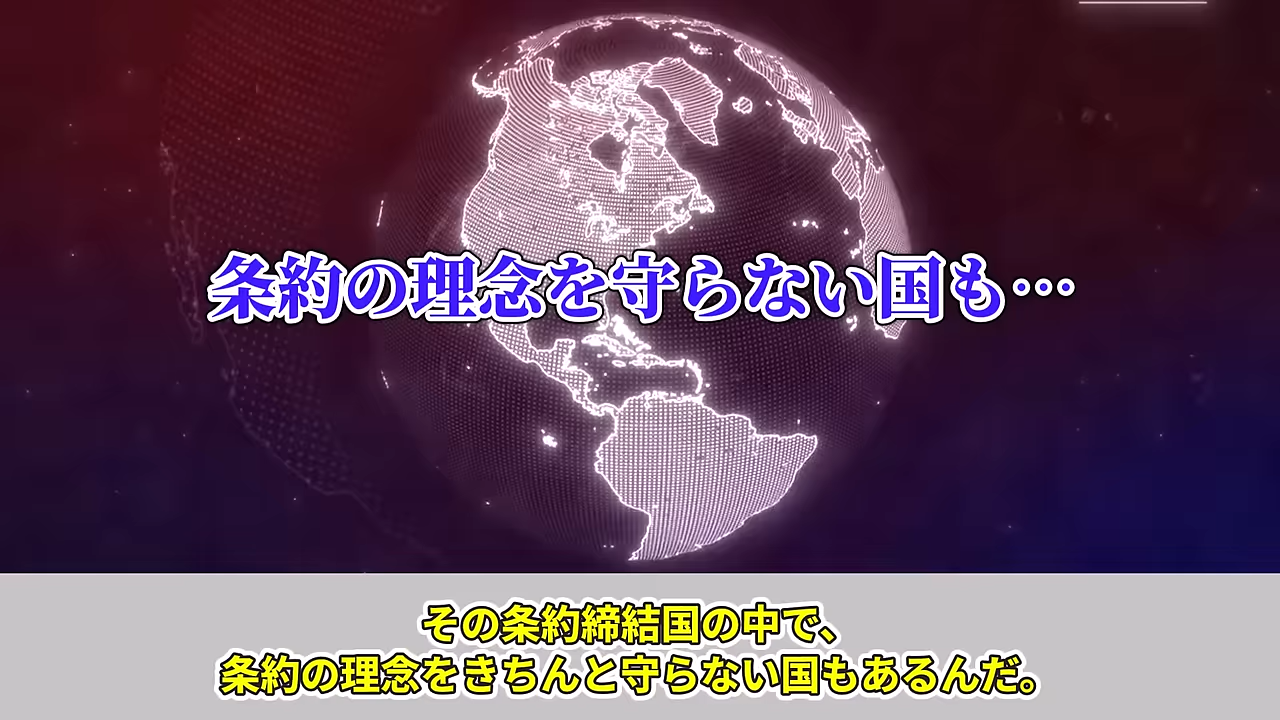 条約の理念を守らない国も…
その条約締結国の中で、
条約の理念をきちんと守らない国もあるんだ。